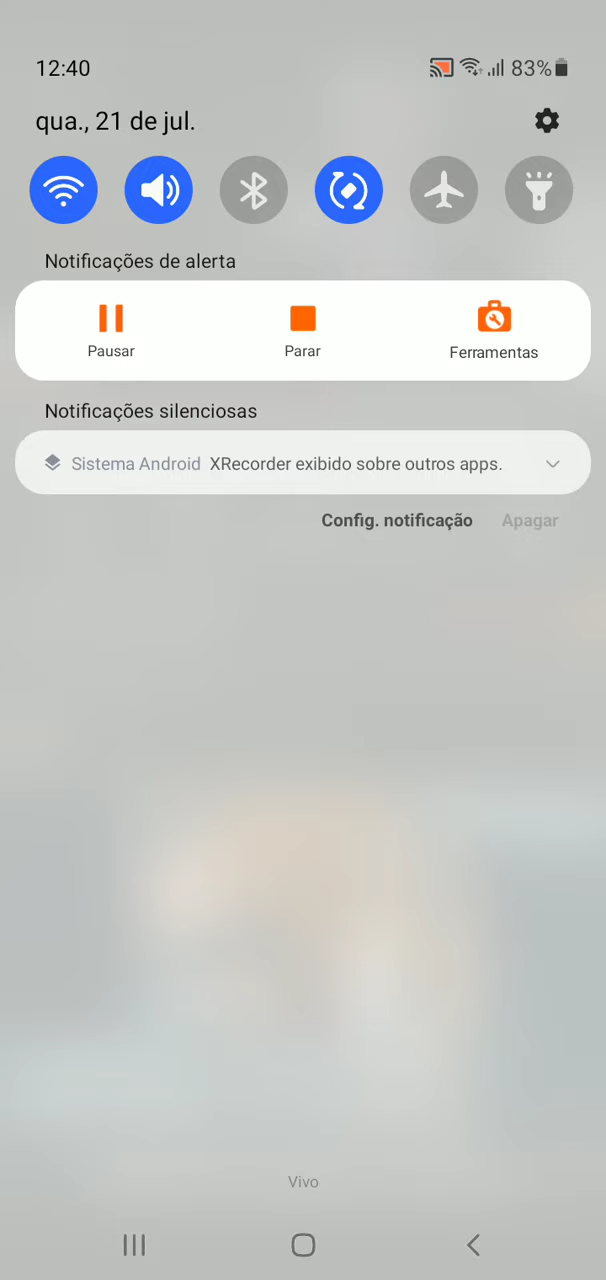 12:40 83%
qua., 21 de jul.
Notificações de alerta
Pausar Parar Ferramentas
Notificações silenciosas
Sistema Android XRecorder exibido sobre outros apps.
Config. notificação Apagar
Vivo